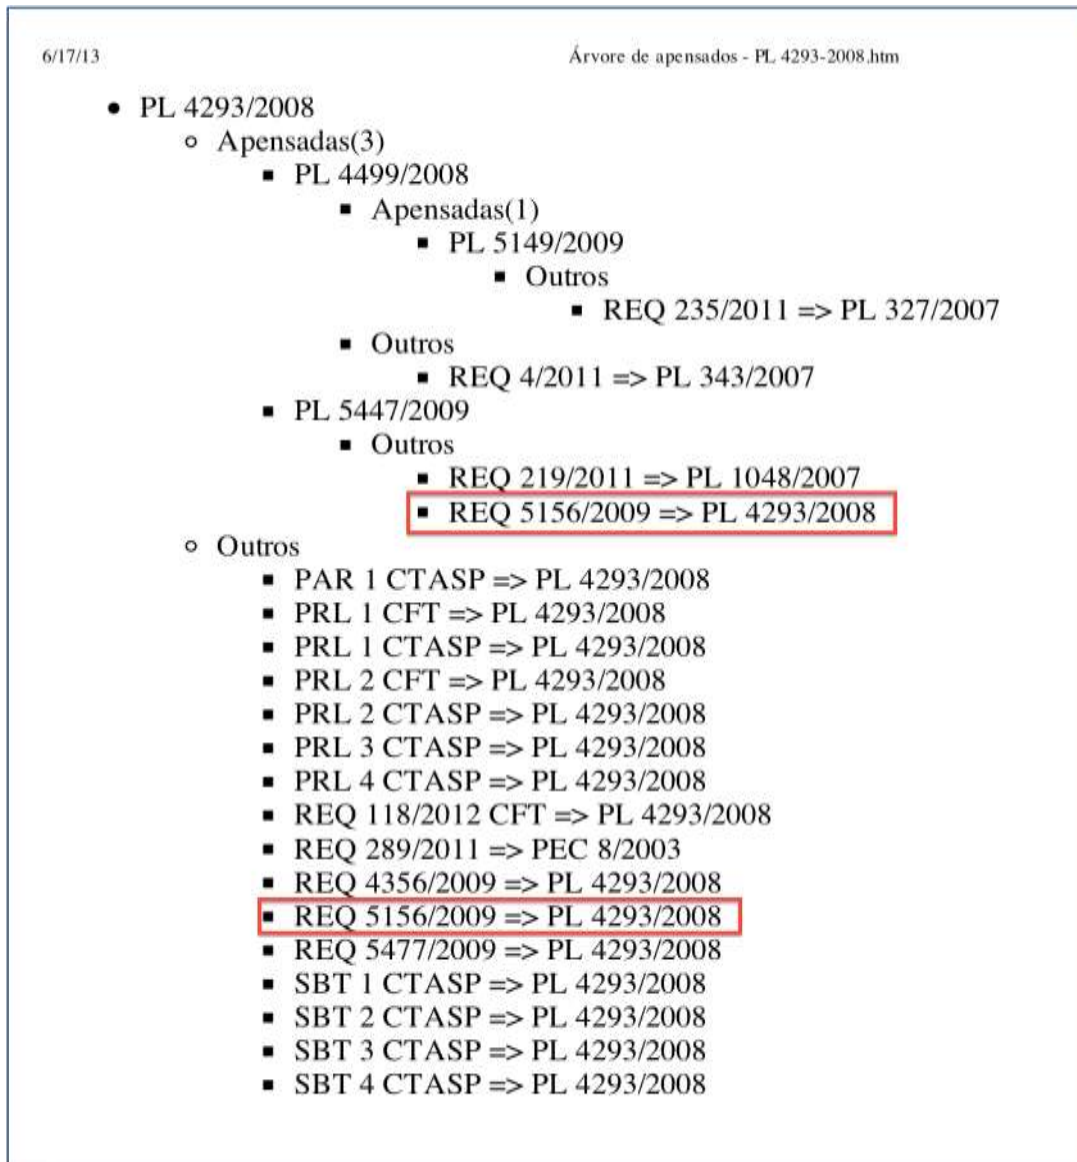 6/17/13 Árvore de apensados - PL 4293-2008.htm
PL 4293/2008
Apensadas(3)
PL 4499/2008
Apensadas(1)
PL 5149/2009
Outros
REQ 235/2011 => PL 327/2007
Outros
REQ 4/2011 => PL 343/2007
PL 5447/2009
Outros
REQ 219/2011 => PL 1048/2007
REQ 5156/2009 => PL 4293/2008
Outros
PAR 1 CTASP => PL 4293/2008
PRL 1 CFT => PL 4293/2008
PRL 1 CTASP => PL 4293/2008
PRL 2 CFT => PL 4293/2008
PRL 2 CTASP => PL 4293/2008
PRL 3 CTASP => PL 4293/2008
PRL 4 CTASP => PL 4293/2008
REQ 118/2012 CFT => PL 4293/2008
REQ 289/2011 => PEC 8/2003
REQ 4356/2009 => PL 4293/2008
REQ 5156/2009 => PL 4293/2008
REQ 5477/2009 => PL 4293/2008
SBT 1 CTASP => PL 4293/2008
SBT 2 CTASP => PL 4293/2008
SBT 3 CTASP => PL 4293/2008
SBT 4 CTASP => PL 4293/2008